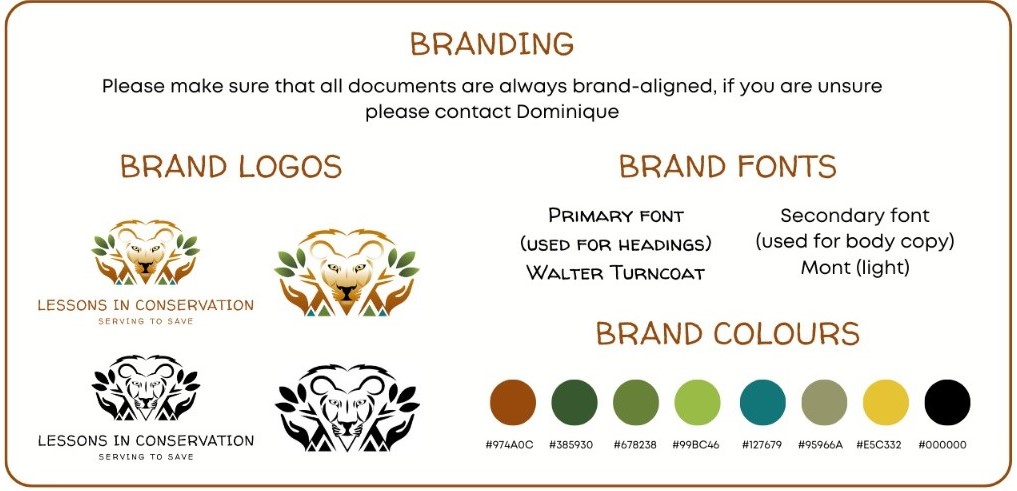 BRANDING
Please make sure that all documents are always brand-aligned, if you are unsure
please contact Dominique
BRAND LOGOS
LESSONS IN CONSERVATION
SERVING TO SAVE
LESSONS IN CONSERVATION
SERVING TO SAVE
BRAND FONTS
PRIMARY FONT
(USED FOR HEADINGS)
WALTER TURNCOAT
Secondary font
(used for body copy)
Mont (light)
BRAND COLOURS
#974A0C #385930 #678238 #99BC46 #127679 #95966A #E5C332 #000000